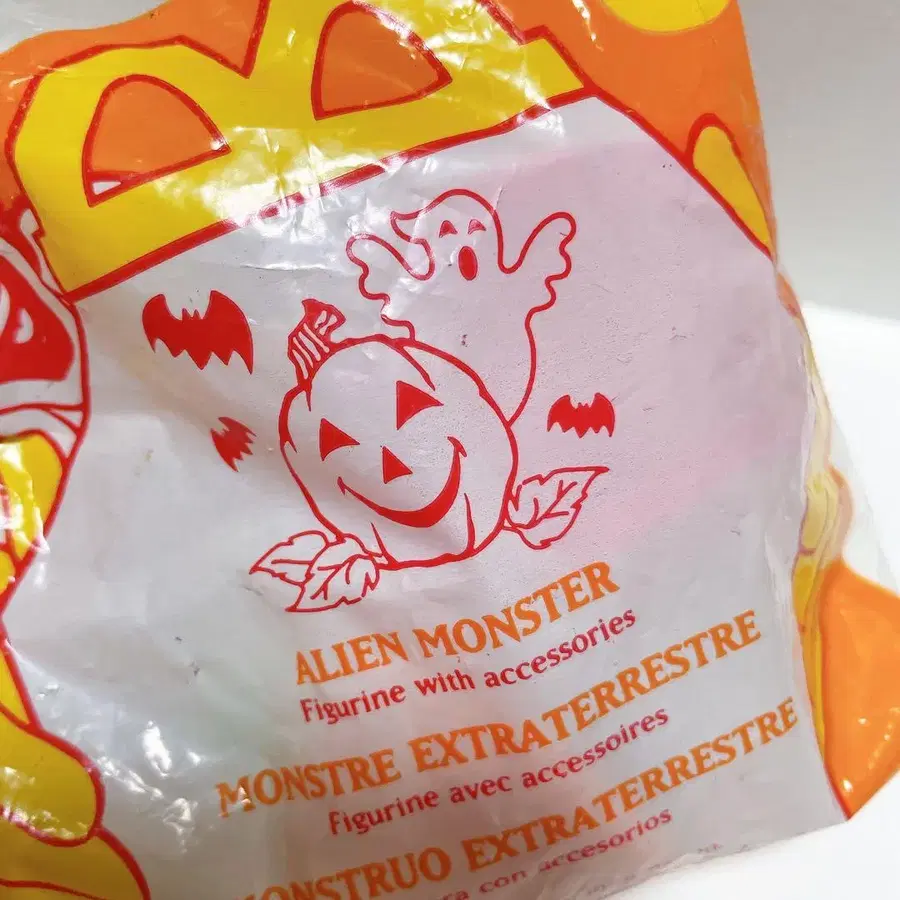 B
ALIEN MONSTER
Figurine with accessories
MONSTRE EXTRATERRESTRE
Figurine avec accessoires
MONSTRUO EXTRATERRESTRE
con accesorios